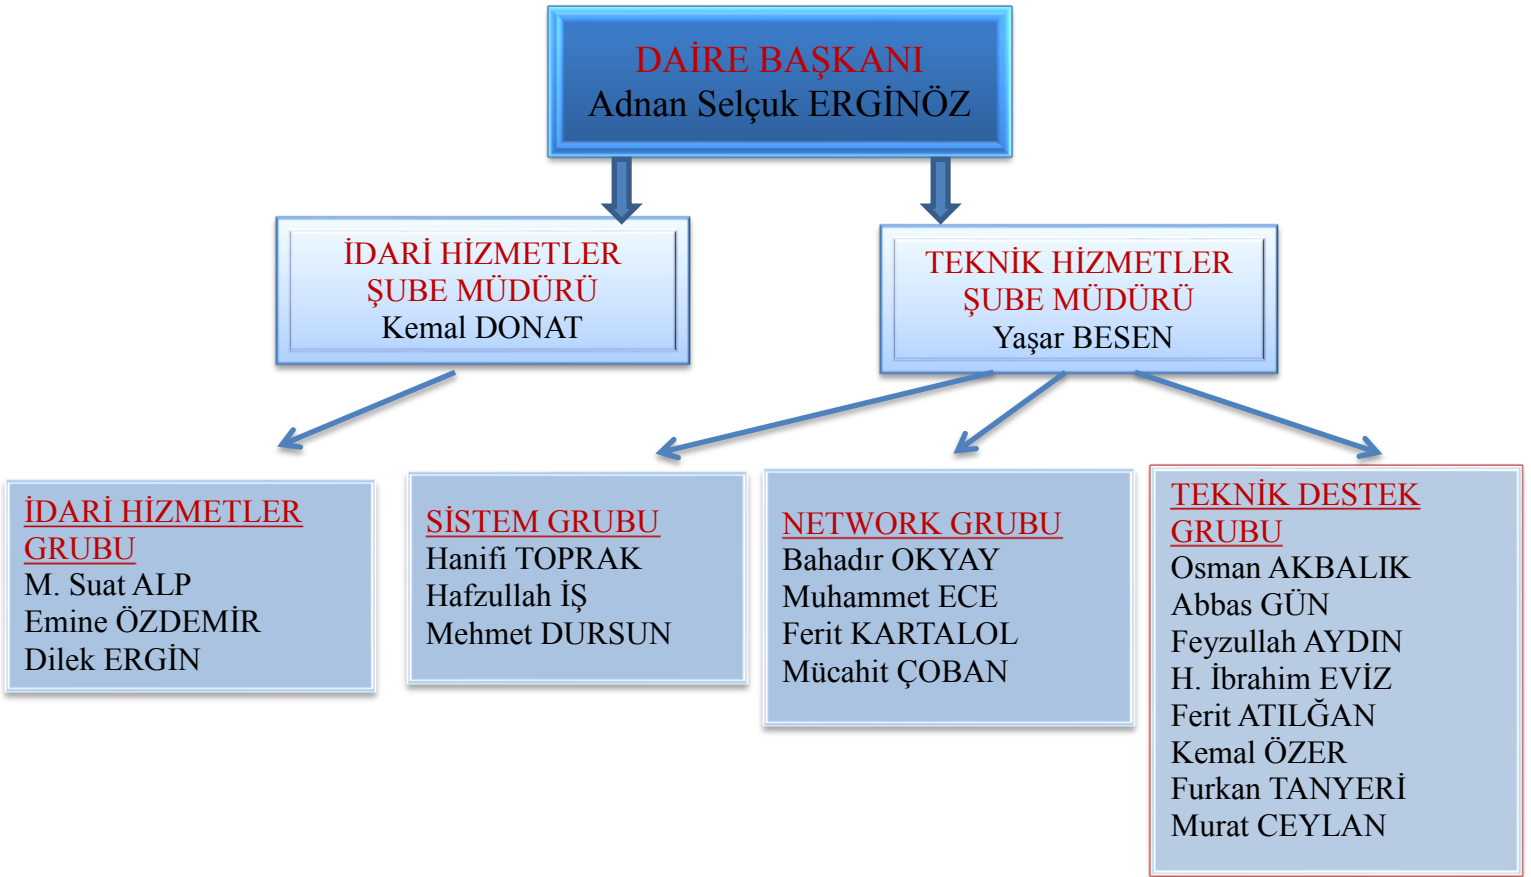 DAİRE BAŞKANI
Adnan Selçuk ERGİNÖZ
İDARİ HİZMETLER
ŞUBE MÜDÜRÜ
Kemal DONAT
TEKNİK HİZMETLER
ŞUBE MÜDÜRÜ
Yaşar BESEN
İDARİ HİZMETLER
GRUBU
M. Suat ALP
Emine ÖZDEMİR
Dilek ERGİN
SİSTEM GRUBU
Hanifi TOPRAK
Hafzullah İŞ
Mehmet DURSUN
NETWORK GRUBU
Bahadır OKYAY
Muhammet ECE
Ferit KARTALOL
Mücahit ÇOBAN
TEKNİK DESTEK
GRUBU
Osman AKBALIK
Abbas GÜN
Feyzullah AYDIN
H. İbrahim EVİZ
Ferit ATILĞAN
Kemal ÖZER
Furkan TANYERİ
Murat CEYLAN